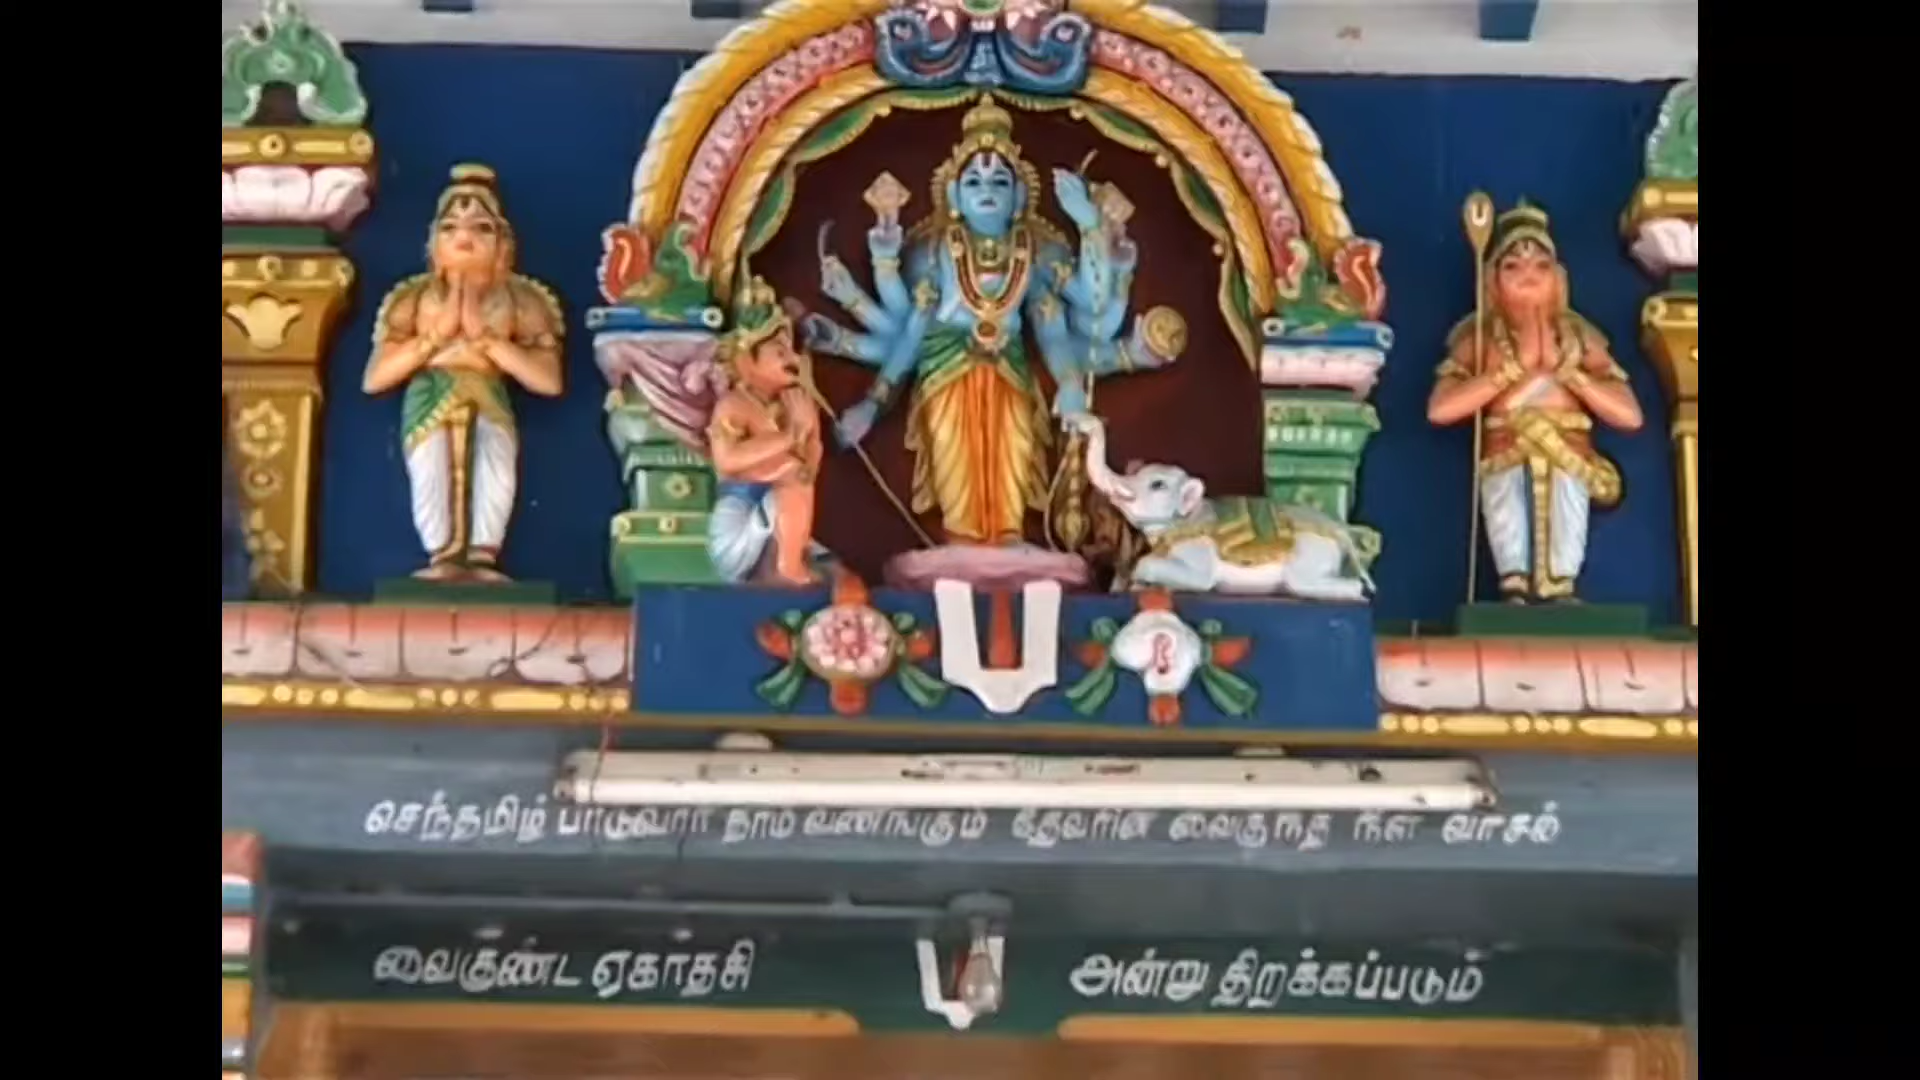 செந்தமிழ் பாடுவார் தாம் வணங்கும் தேவரின் வைகுந்த நீள் வாசல்
வைகுண்ட ஏகாதசி அன்று திறக்கப்படும்